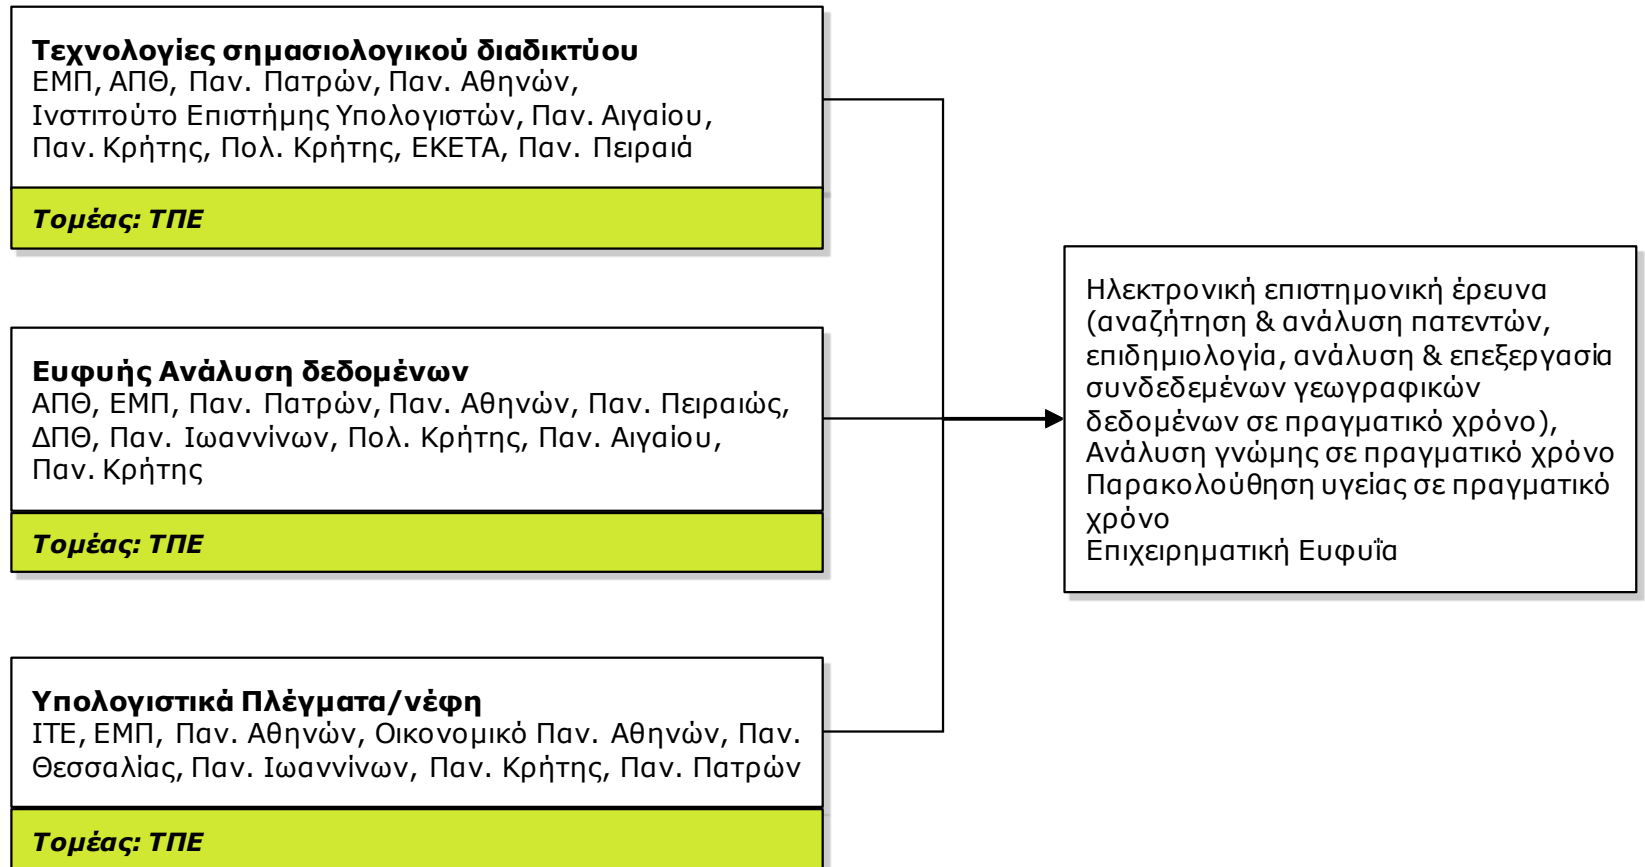 Τεχνολογίες σημασιολογικού διαδικτύου
ΕΜΠ, ΑΠΘ, Παν. Πατρών, Παν. Αθηνών,
Ινστιτούτο Επιστήμης Υπολογιστών, Παν. Αιγαίου,
Παν. Κρήτης, Πολ. Κρήτης, ΕΚΕΤΑ, Παν. Πειραιά
Τομέας: ΤΠΕ
Ευφυής Ανάλυση δεδομένων
ΑΠΘ, ΕΜΠ, Παν. Πατρών, Παν. Αθηνών, Παν. Πειραιώς,
ΔΠΘ, Παν. Ιωαννίνων, Πολ. Κρήτης, Παν. Αιγαίου,
Παν. Κρήτης
Τομέας: ΤΠΕ
Υπολογιστικά Πλέγματα/νέφη
ΙΤΕ, ΕΜΠ, Παν. Αθηνών, Οικονομικό Παν. Αθηνών, Παν.
Θεσσαλίας, Παν. Ιωαννίνων, Παν. Κρήτης, Παν. Πατρών
Τομέας: ΤΠΕ
Ηλεκτρονική επιστημονική έρευνα
(αναζήτηση & ανάλυση πατεντών,
επιδημιολογία, ανάλυση & επεξεργασία
συνδεδεμένων γεωγραφικών
δεδομένων σε πραγματικό χρόνο),
Ανάλυση γνώμης σε πραγματικό χρόνο
Παρακολούθηση υγείας σε πραγματικό
χρόνο
Επιχειρηματική Ευφυΐα